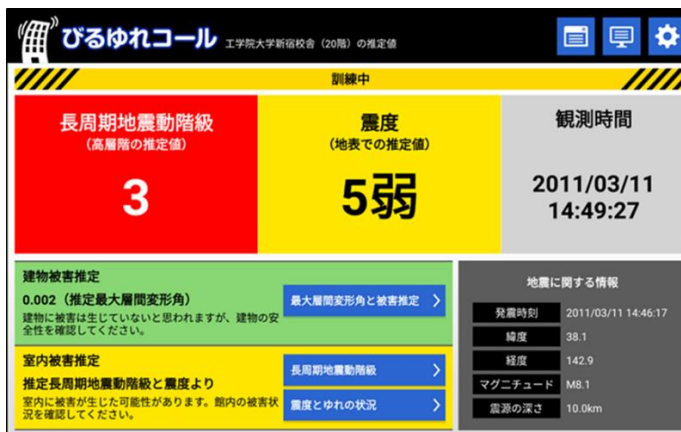 びるゆれコール 工学院大学新宿校舎（20階）の推定値
訓練中
長周期地震動階級
（高層階の推定値）
3
震度
（地表での推定値）
5弱
観測時間
2011/03/11
14:49:27
建物被害推定
0.002（推定最大層間変形角）
建物に被害は生じていないと思われますが、建物の安
全性を確認してください。
最大層間変形角と被害推定
室内被害推定
推定長周期地震動階級と震度より
室内に被害が生じた可能性があります。館内の被害状
況を確認してください。
長周期地震動階級
震度とゆれの状況
地震に関する情報
発震時刻 2011/03/11 14:46:17
緯度 38.1
経度 142.9
マグニチュード M8.1
震源の深さ 10.0km